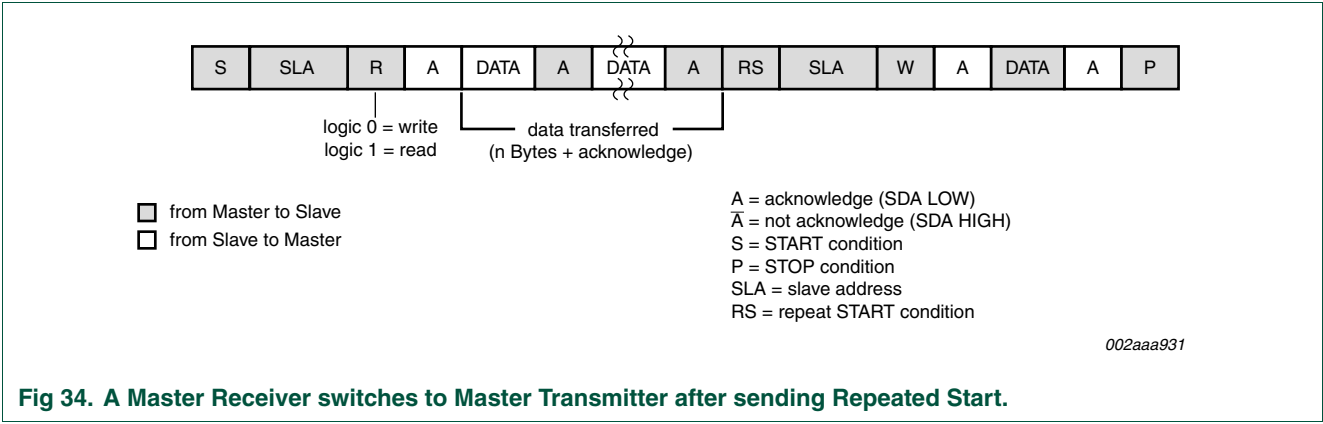 S SLA R A DATA A DATA A RS SLA W A DATA A P
logic 0 = write
logic 1 = read
data transferred
(n Bytes + acknowledge)
from Master to Slave
from Slave to Master
A = acknowledge (SDA LOW)
A̅ = not acknowledge (SDA HIGH)
S = START condition
P = STOP condition
SLA = slave address
RS = repeat START condition
002aaa931
Fig 34. A Master Receiver switches to Master Transmitter after sending Repeated Start.